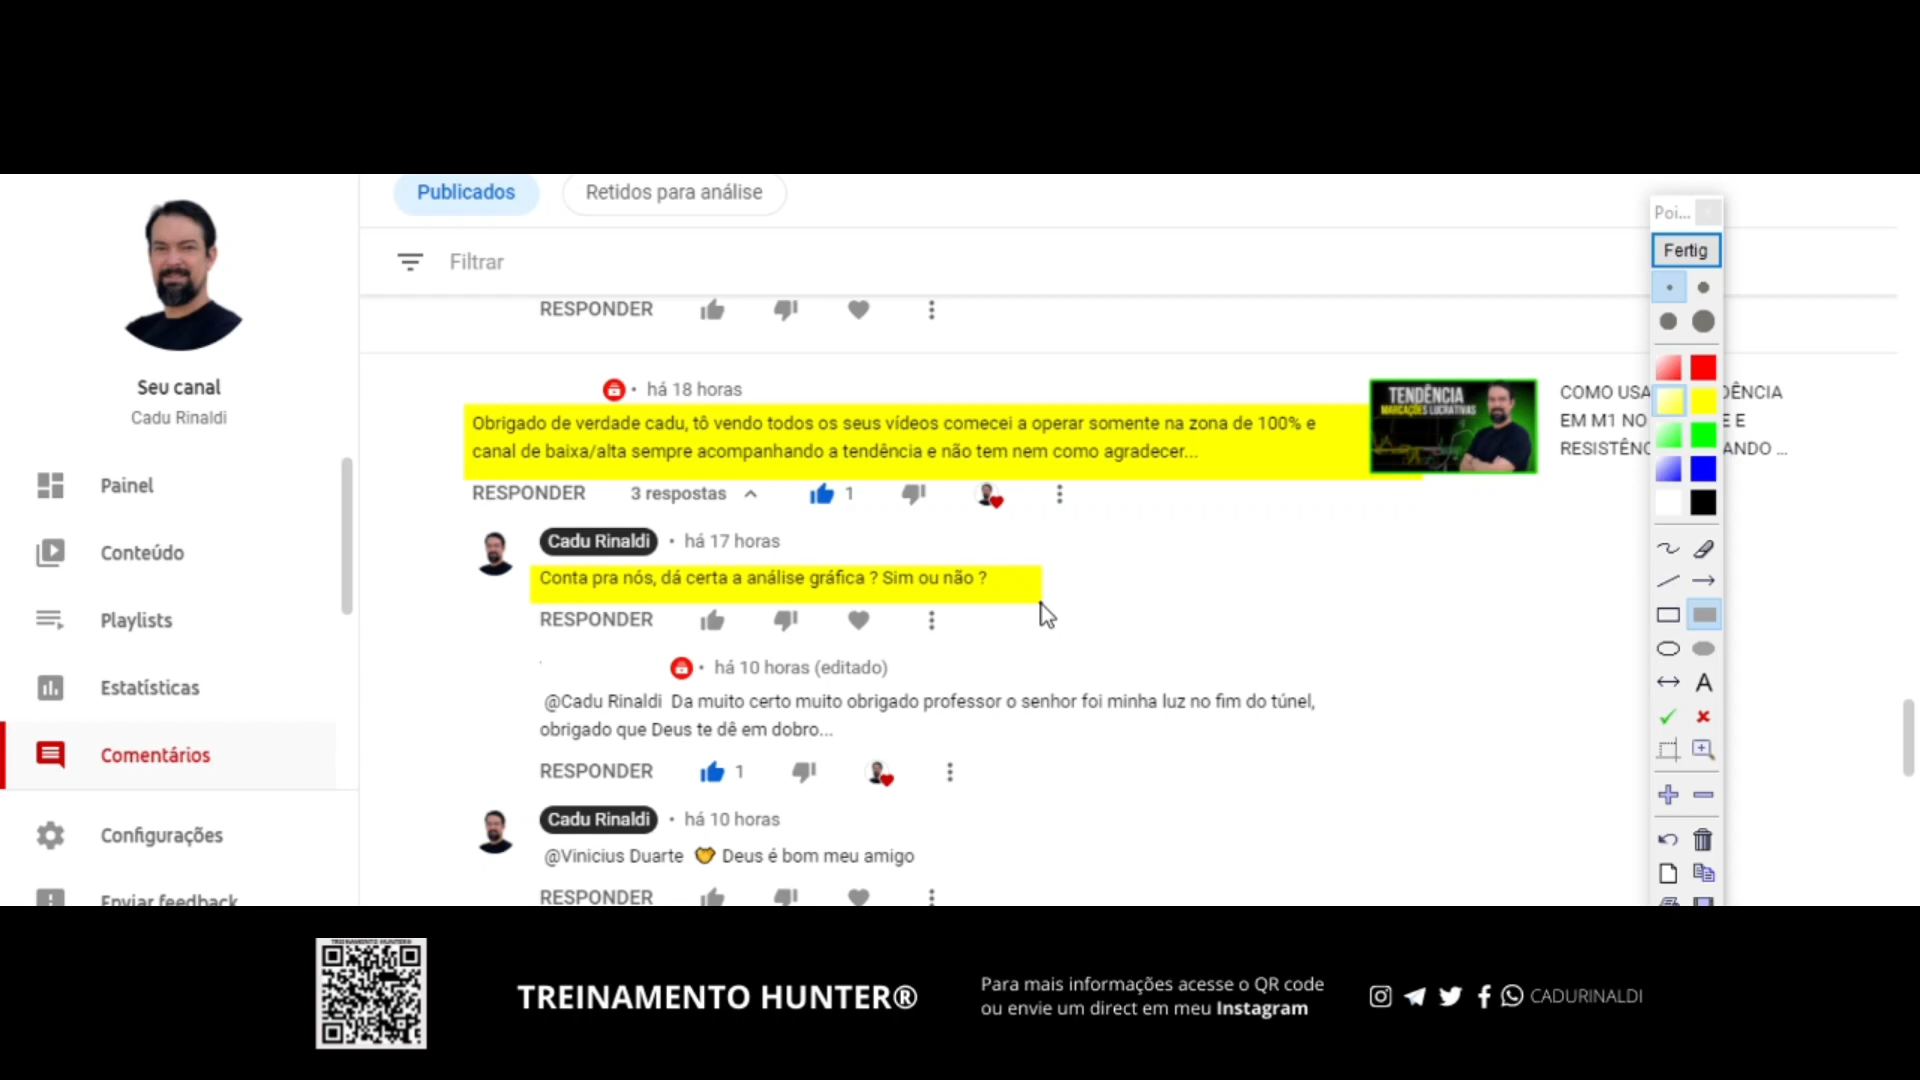 Publicados
Retidos para análise
Filtrar
Seu canal
Cadu Rinaldi
Painel
Conteúdo
Playlists
Estatísticas
Comentários
Configurações
Enviar feedback
RESPONDER
• há 18 horas
Obrigado de verdade cadu, tô vendo todos os seus vídeos comecei a operar somente na zona de 100% e
canal de baixa/alta sempre acompanhando a tendência e não tem nem como agradecer...
RESPONDER 3 respostas 1
TENDÊNCIA
MARCAÇÕES LUCRATIVAS
COMO USA DÊNCIA
EM M1 NO E E
RESISTÊNC ANDO ...
Cadu Rinaldi • há 17 horas
Conta pra nós, dá certa a análise gráfica ? Sim ou não ?
RESPONDER
• há 10 horas (editado)
@Cadu Rinaldi Da muito certo muito obrigado professor o senhor foi minha luz no fim do túnel,
obrigado que Deus te dê em dobro...
RESPONDER 1
Cadu Rinaldi • há 10 horas
@Vinicius Duarte 🤝 Deus é bom meu amigo
RESPONDER
Poi...
Fertig
A
TREINAMENTO HUNTER®
TREINAMENTO HUNTER®
Para mais informações acesse o QR code
ou envie um direct em meu Instagram
CADURINALDI